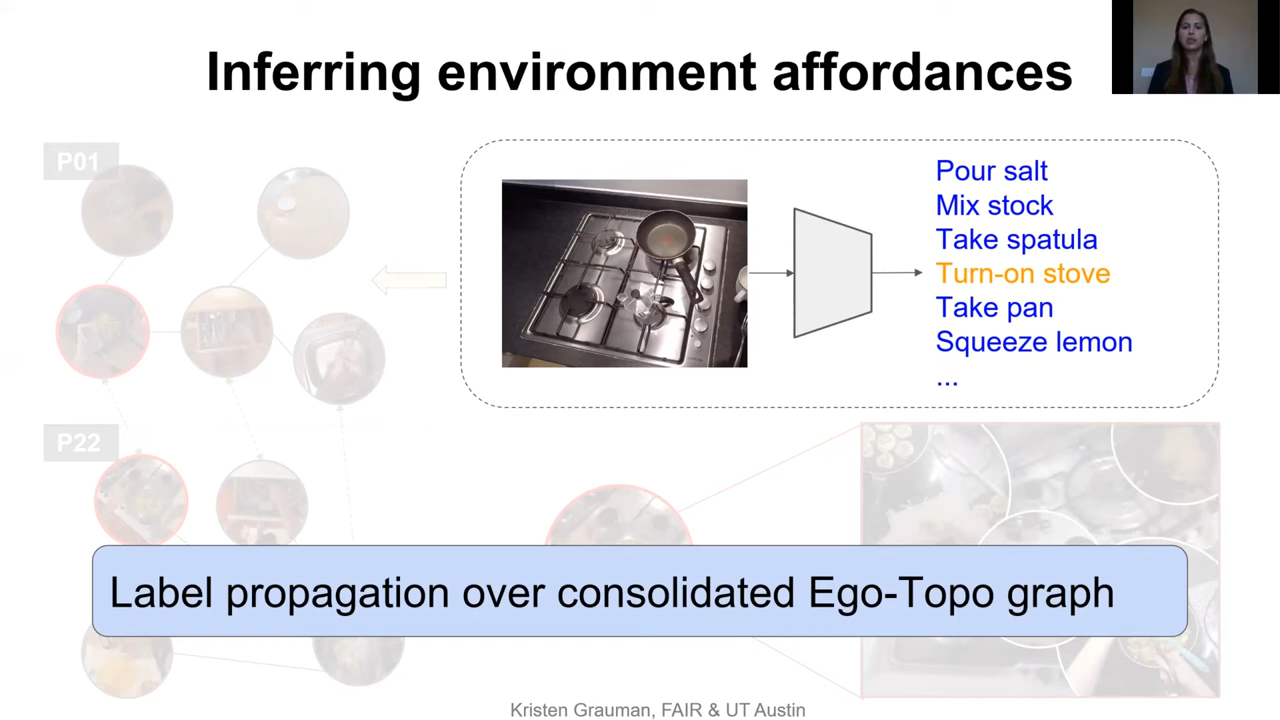 Inferring environment affordances
P01
Pour salt
Mix stock
Take spatula
Turn-on stove
Take pan
Squeeze lemon
...
P22
Label propagation over consolidated Ego-Topo graph
Kristen Grauman, FAIR & UT Austin